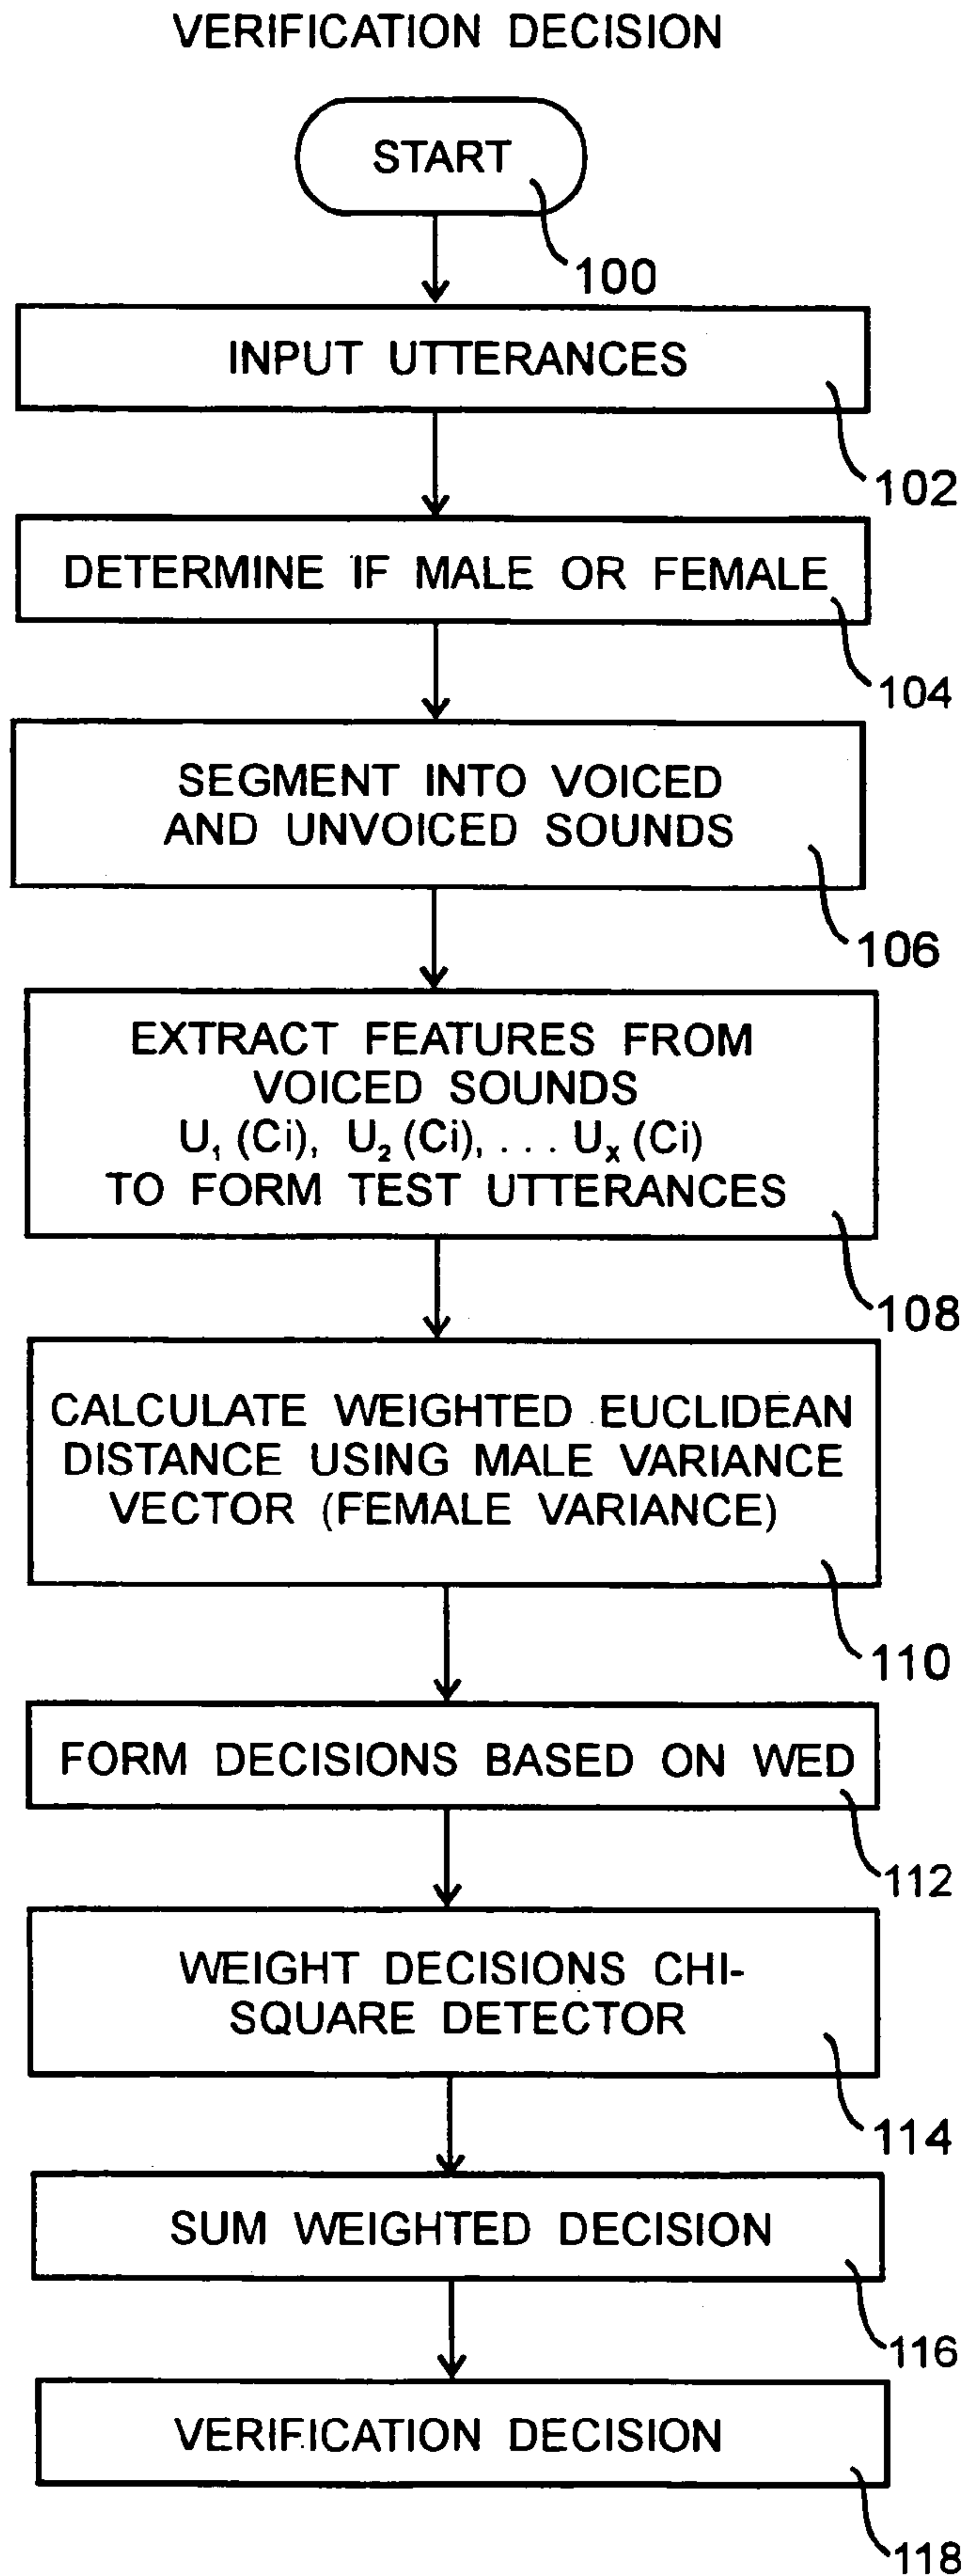 VERIFICATION DECISION
START
100
INPUT UTTERANCES
102
DETERMINE IF MALE OR FEMALE
104
SEGMENT INTO VOICED
AND UNVOICED SOUNDS
106
EXTRACT FEATURES FROM
VOICED SOUNDS
U₁ (Ci), U₂ (Ci), . . . Uₓ (Ci)
TO FORM TEST UTTERANCES
108
CALCULATE WEIGHTED EUCLIDEAN
DISTANCE USING MALE VARIANCE
VECTOR (FEMALE VARIANCE)
110
FORM DECISIONS BASED ON WED
112
WEIGHT DECISIONS CHI-
SQUARE DETECTOR
114
SUM WEIGHTED DECISION
116
VERIFICATION DECISION
118